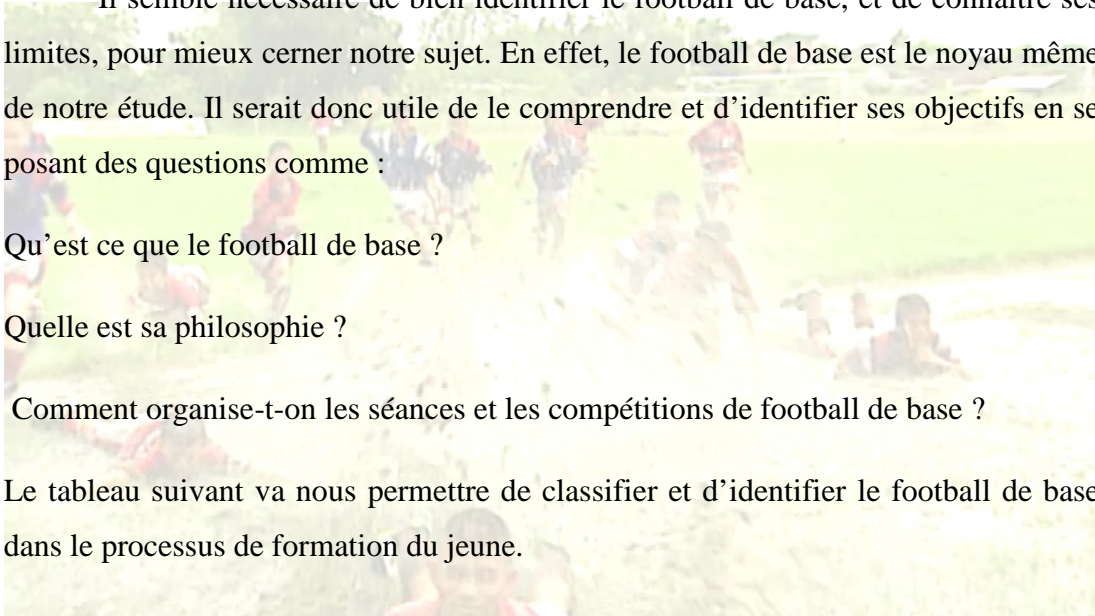 Il semble nécessaire de bien identifier le football de base, et de connaître ses
limites, pour mieux cerner notre sujet. En effet, le football de base est le noyau même
de notre étude. Il serait donc utile de le comprendre et d’identifier ses objectifs en se
posant des questions comme :
Qu’est ce que le football de base ?
Quelle est sa philosophie ?
Comment organise-t-on les séances et les compétitions de football de base ?
Le tableau suivant va nous permettre de classifier et d’identifier le football de base
dans le processus de formation du jeune.